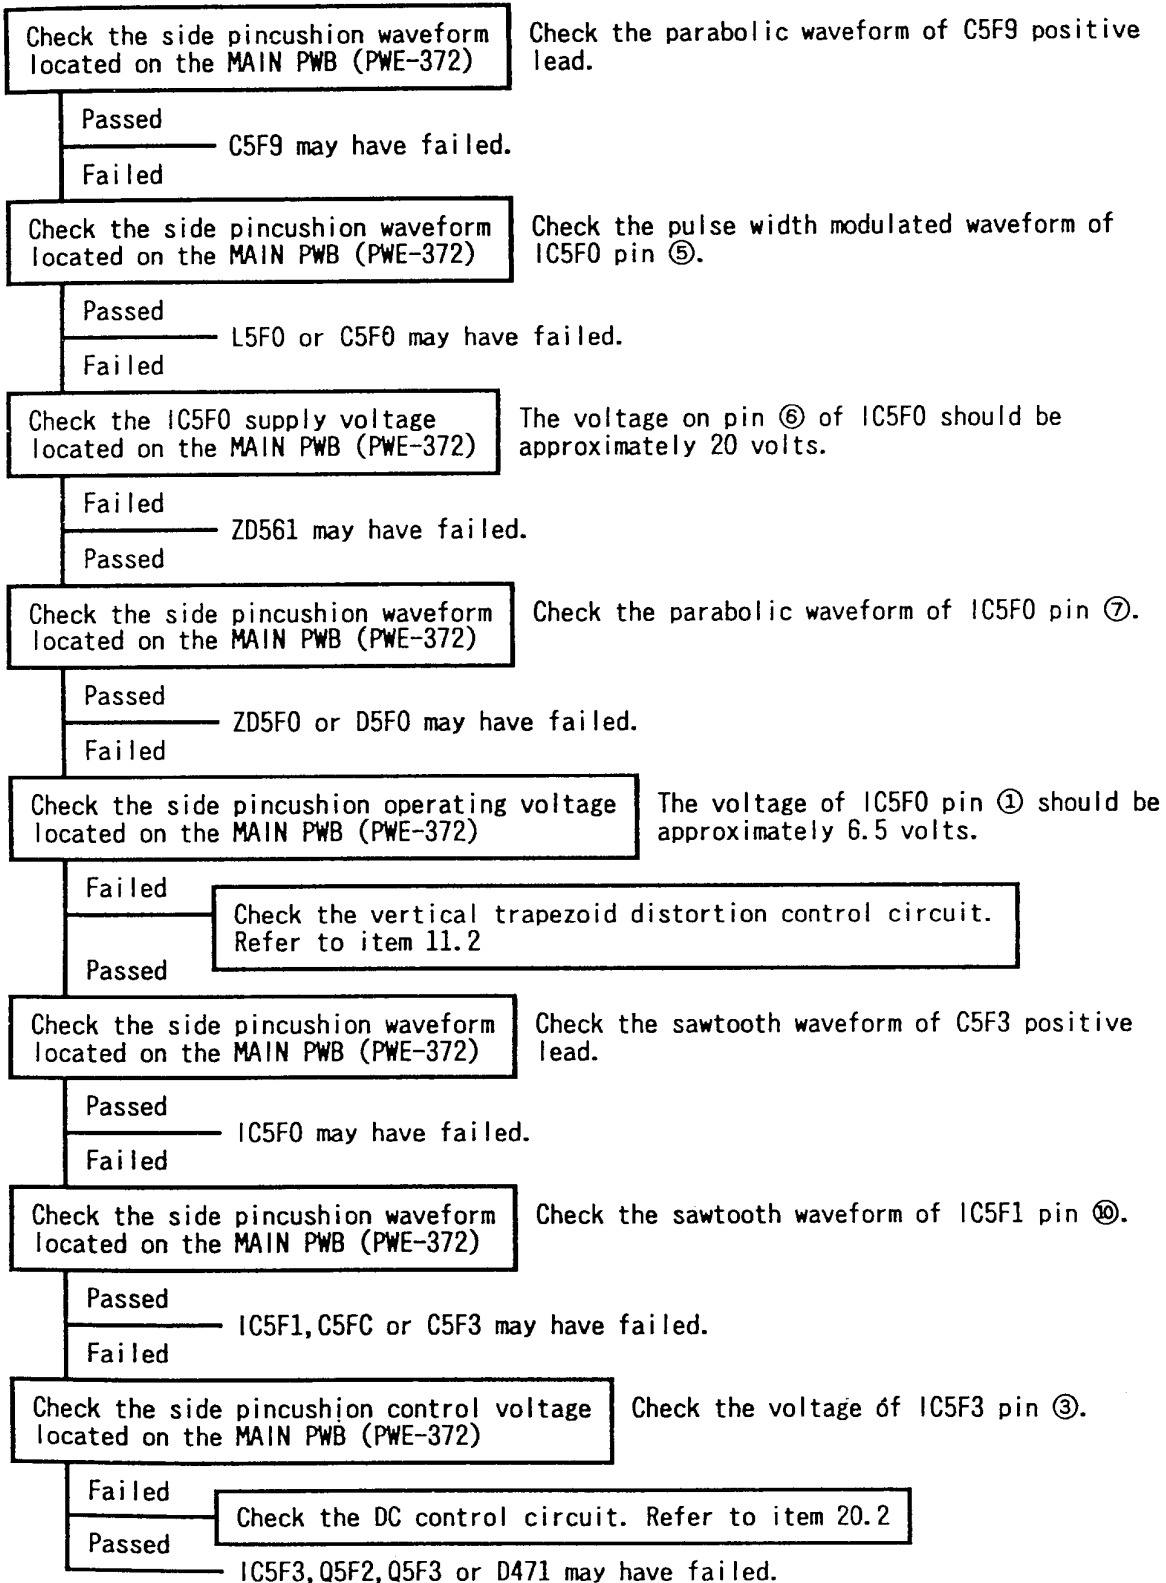 Check the side pincushion waveform
located on the MAIN PWB (PWE-372)
Check the parabolic waveform of C5F9 positive
lead.
Passed
C5F9 may have failed.
Failed
Check the side pincushion waveform
located on the MAIN PWB (PWE-372)
Check the pulse width modulated waveform of
IC5F0 pin ⑤.
Passed
L5F0 or C5F0 may have failed.
Failed
Check the IC5F0 supply voltage
located on the MAIN PWB (PWE-372)
The voltage on pin ⑥ of IC5F0 should be
approximately 20 volts.
Failed
ZD561 may have failed.
Passed
Check the side pincushion waveform
located on the MAIN PWB (PWE-372)
Check the parabolic waveform of IC5F0 pin ⑦.
Passed
ZD5F0 or D5F0 may have failed.
Failed
Check the side pincushion operating voltage
located on the MAIN PWB (PWE-372)
The voltage of IC5F0 pin ① should be
approximately 6.5 volts.
Failed
Check the vertical trapezoid distortion control circuit.
Refer to item 11.2
Passed
Check the side pincushion waveform
located on the MAIN PWB (PWE-372)
Check the sawtooth waveform of C5F3 positive
lead.
Passed
IC5F0 may have failed.
Failed
Check the side pincushion waveform
located on the MAIN PWB (PWE-372)
Check the sawtooth waveform of IC5F1 pin ⑩.
Passed
IC5F1,C5FC or C5F3 may have failed.
Failed
Check the side pincushion control voltage
located on the MAIN PWB (PWE-372)
Check the voltage of IC5F3 pin ③.
Failed
Check the DC control circuit. Refer to item 20.2
Passed
IC5F3,Q5F2,Q5F3 or D471 may have failed.